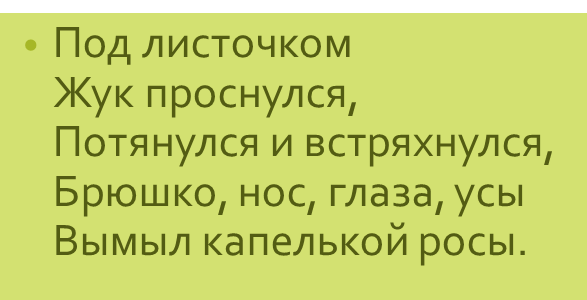 • Под листочком
Жук проснулся,
Потянулся и встряхнулся,
Брюшко, нос, глаза, усы
Вымыл капелькой росы.